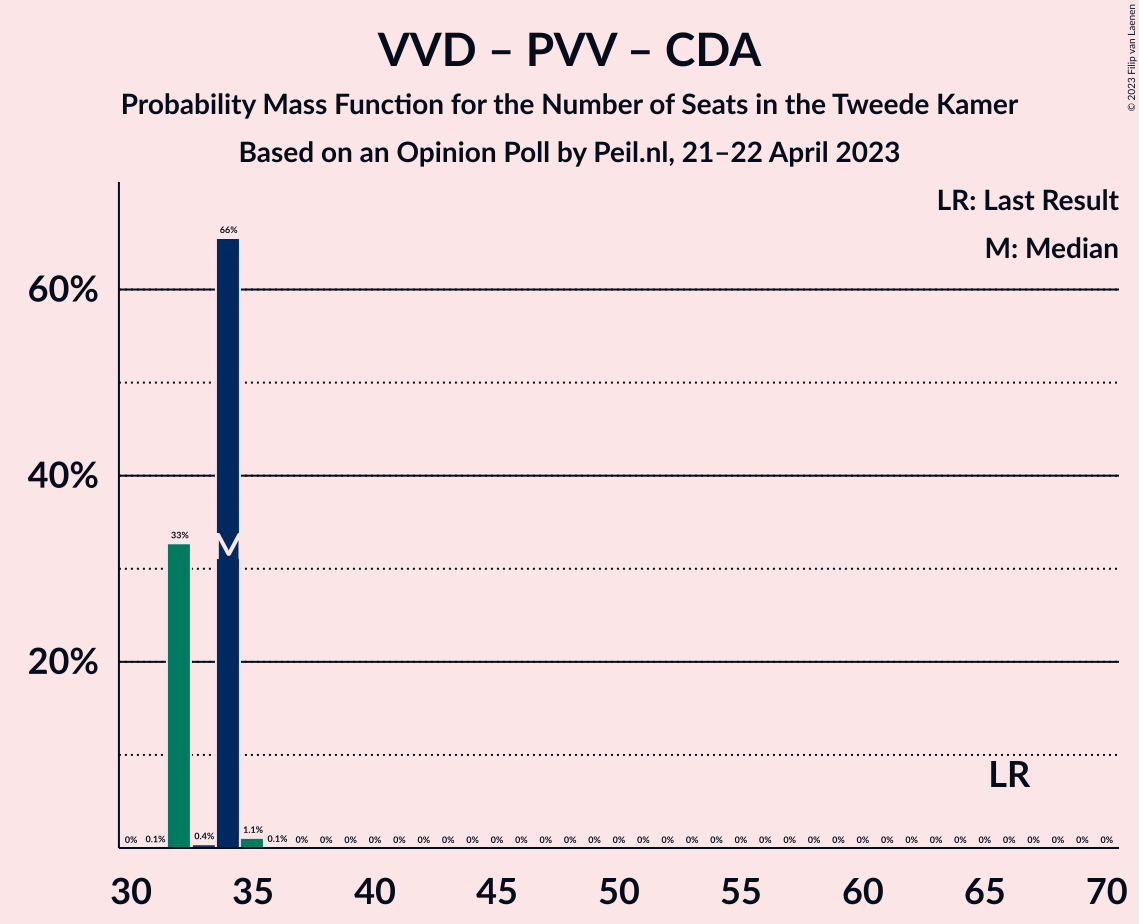 VVD – PVV – CDA
Probability Mass Function for the Number of Seats in the Tweede Kamer
Based on an Opinion Poll by Peil.nl, 21–22 April 2023
© 2023 Filip van Laenen
LR: Last Result
M: Median
60%
40%
20%
66%
33%
M
LR
0% 0.1% 0.4% 1.1% 0.1% 0% 0% 0% 0% 0% 0% 0% 0% 0% 0% 0% 0% 0% 0% 0% 0% 0% 0% 0% 0% 0% 0% 0% 0% 0% 0% 0% 0% 0% 0% 0% 0% 0% 0%
30 35 40 45 50 55 60 65 70